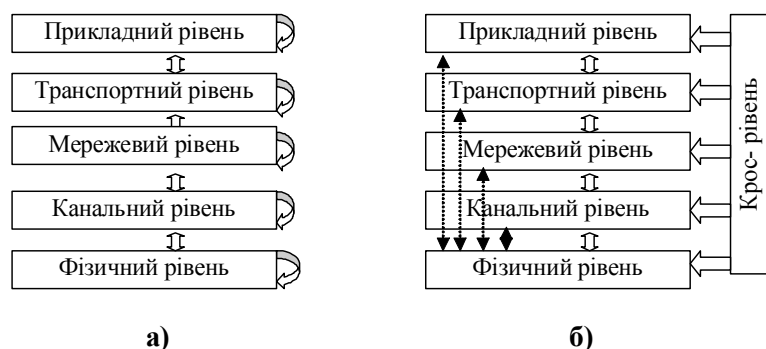 Прикладний рівень
Транспортний рівень
Мережевий рівень
Канальний рівень
Фізичний рівень
а)
Прикладний рівень
Транспортний рівень
Мережевий рівень
Канальний рівень
Фізичний рівень
Крос- рівень
б)